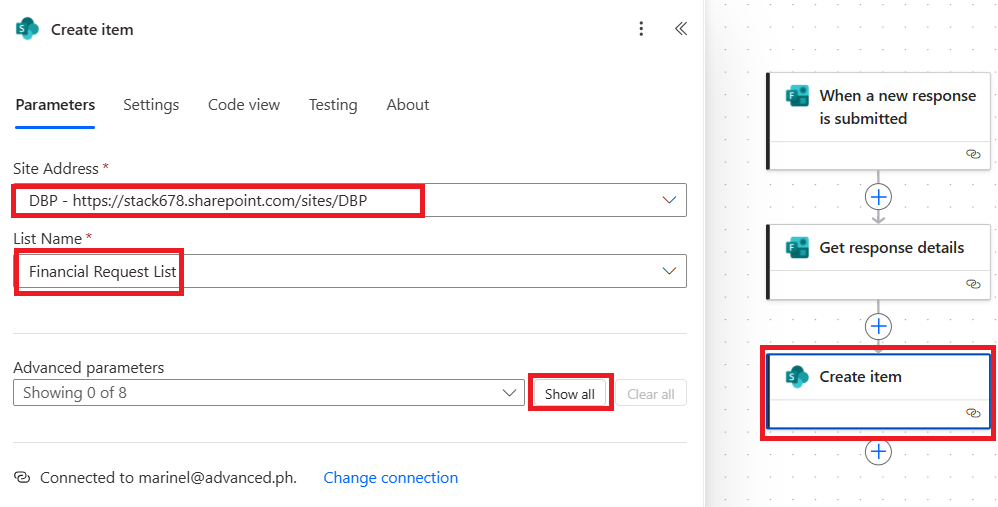 Create item
Parameters
Settings
Code view
Testing
About
Site Address *
DBP - https://stack678.sharepoint.com/sites/DBP
List Name *
Financial Request List
Advanced parameters
Showing 0 of 8
Show all
Clear all
Connected to marinel@advanced.ph.
Change connection
When a new response
is submitted
Get response details
Create item